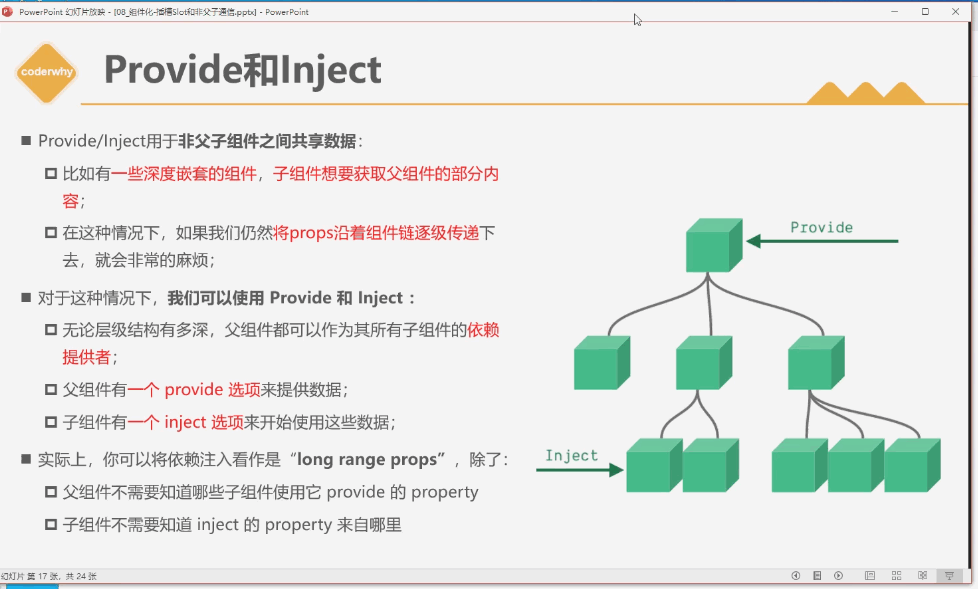 PowerPoint 幻灯片放映 - [08_组件化-插槽Slot和非父子通信.pptx] - PowerPoint
coderwhy
Provide和Inject
Provide/Inject用于非父子组件之间共享数据：
比如有一些深度嵌套的组件，子组件想要获取父组件的部分内
容；
在这种情况下，如果我们仍然将props沿着组件链逐级传递下
去，就会非常的麻烦；
对于这种情况下，我们可以使用 Provide 和 Inject ：
无论层级结构有多深，父组件都可以作为其所有子组件的依赖
提供者；
父组件有一个 provide 选项来提供数据；
子组件有一个 inject 选项来开始使用这些数据；
实际上，你可以将依赖注入看作是“long range props”，除了：
父组件不需要知道哪些子组件使用它 provide 的 property
子组件不需要知道 inject 的 property 来自哪里
Provide
Inject
幻灯片 第 17 张，共 24 张